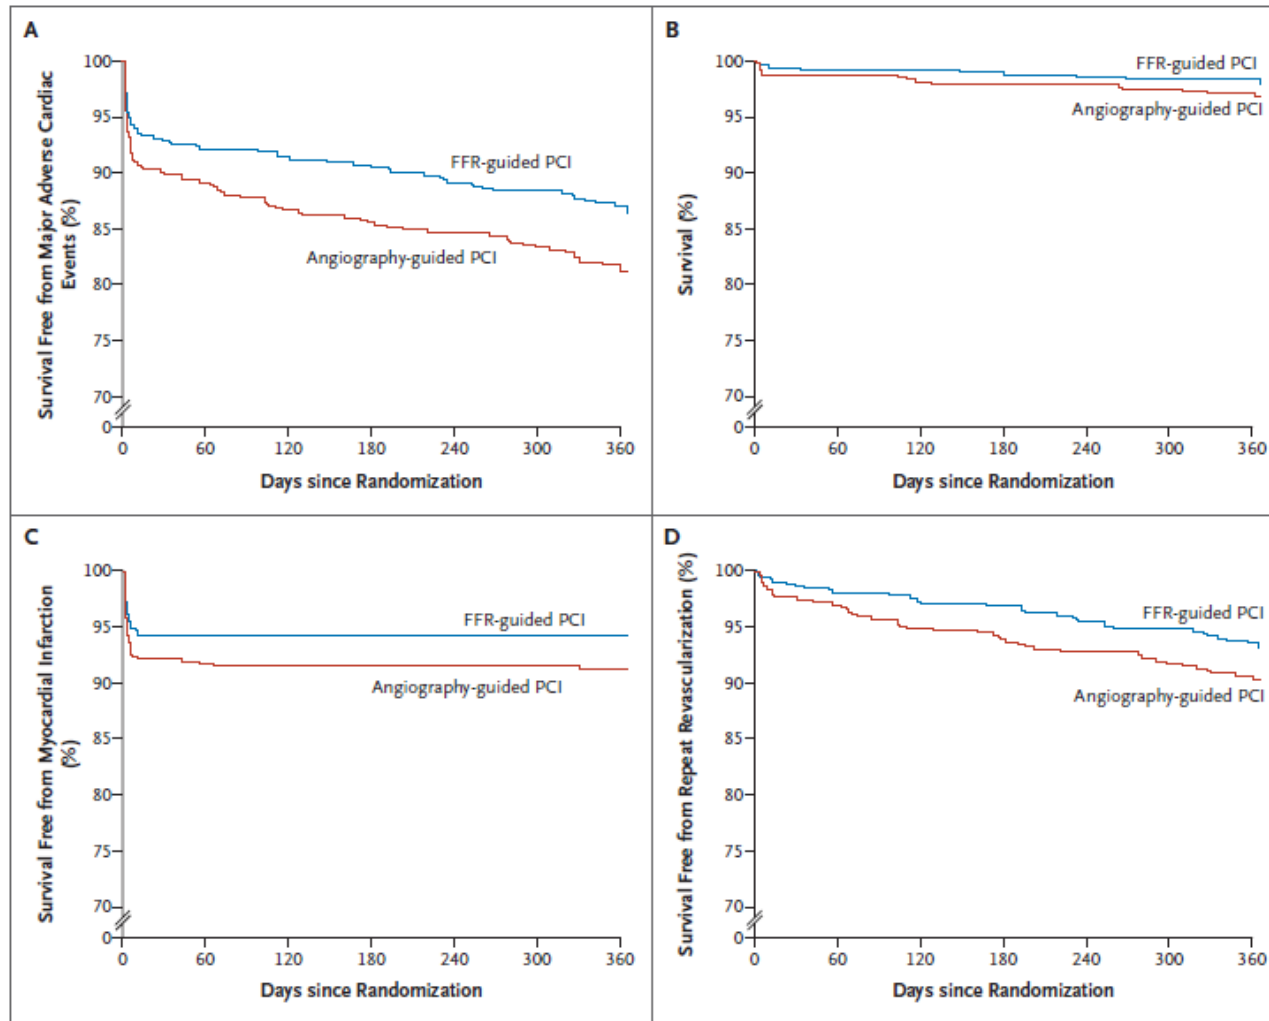 A
Survival Free from Major Adverse Cardiac
Events (%)
100
95
90
85
80
75
70
0
FFR-guided PCI
Angiography-guided PCI
0 60 120 180 240 300 360
Days since Randomization
B
Survival (%)
100
95
90
85
80
75
70
0
FFR-guided PCI
Angiography-guided PCI
0 60 120 180 240 300 360
Days since Randomization
C
Survival Free from Myocardial Infarction
(%)
100
95
90
85
80
75
70
0
FFR-guided PCI
Angiography-guided PCI
0 60 120 180 240 300 360
Days since Randomization
D
Survival Free from Repeat Revascularization (%)
100
95
90
85
80
75
70
0
FFR-guided PCI
Angiography-guided PCI
0 60 120 180 240 300 360
Days since Randomization